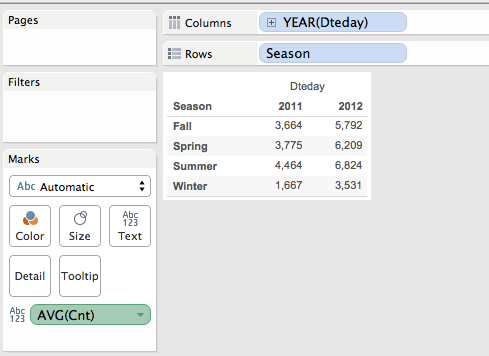 Pages
Columns
YEAR(Dteday)
Rows
Season
Filters
Dteday
Season 2011 2012
Fall 3,664 5,792
Spring 3,775 6,209
Summer 4,464 6,824
Winter 1,667 3,531
Marks
Abc Automatic
Color
Size
Abc
123
Text
Detail
Tooltip
Abc
123
AVG(Cnt)